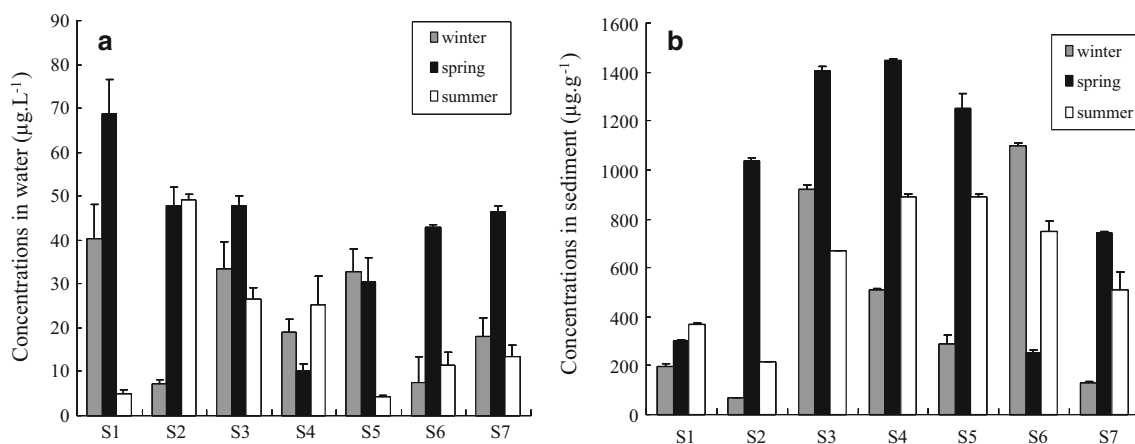 a
winter
spring
summer
Concentrations in water (µg.L-1)
90
80
70
60
50
40
30
20
10
0
S1 S2 S3 S4 S5 S6 S7
b
winter
spring
summer
Concentrations in sediment (µg.g-1)
1600
1400
1200
1000
800
600
400
200
0
S1 S2 S3 S4 S5 S6 S7